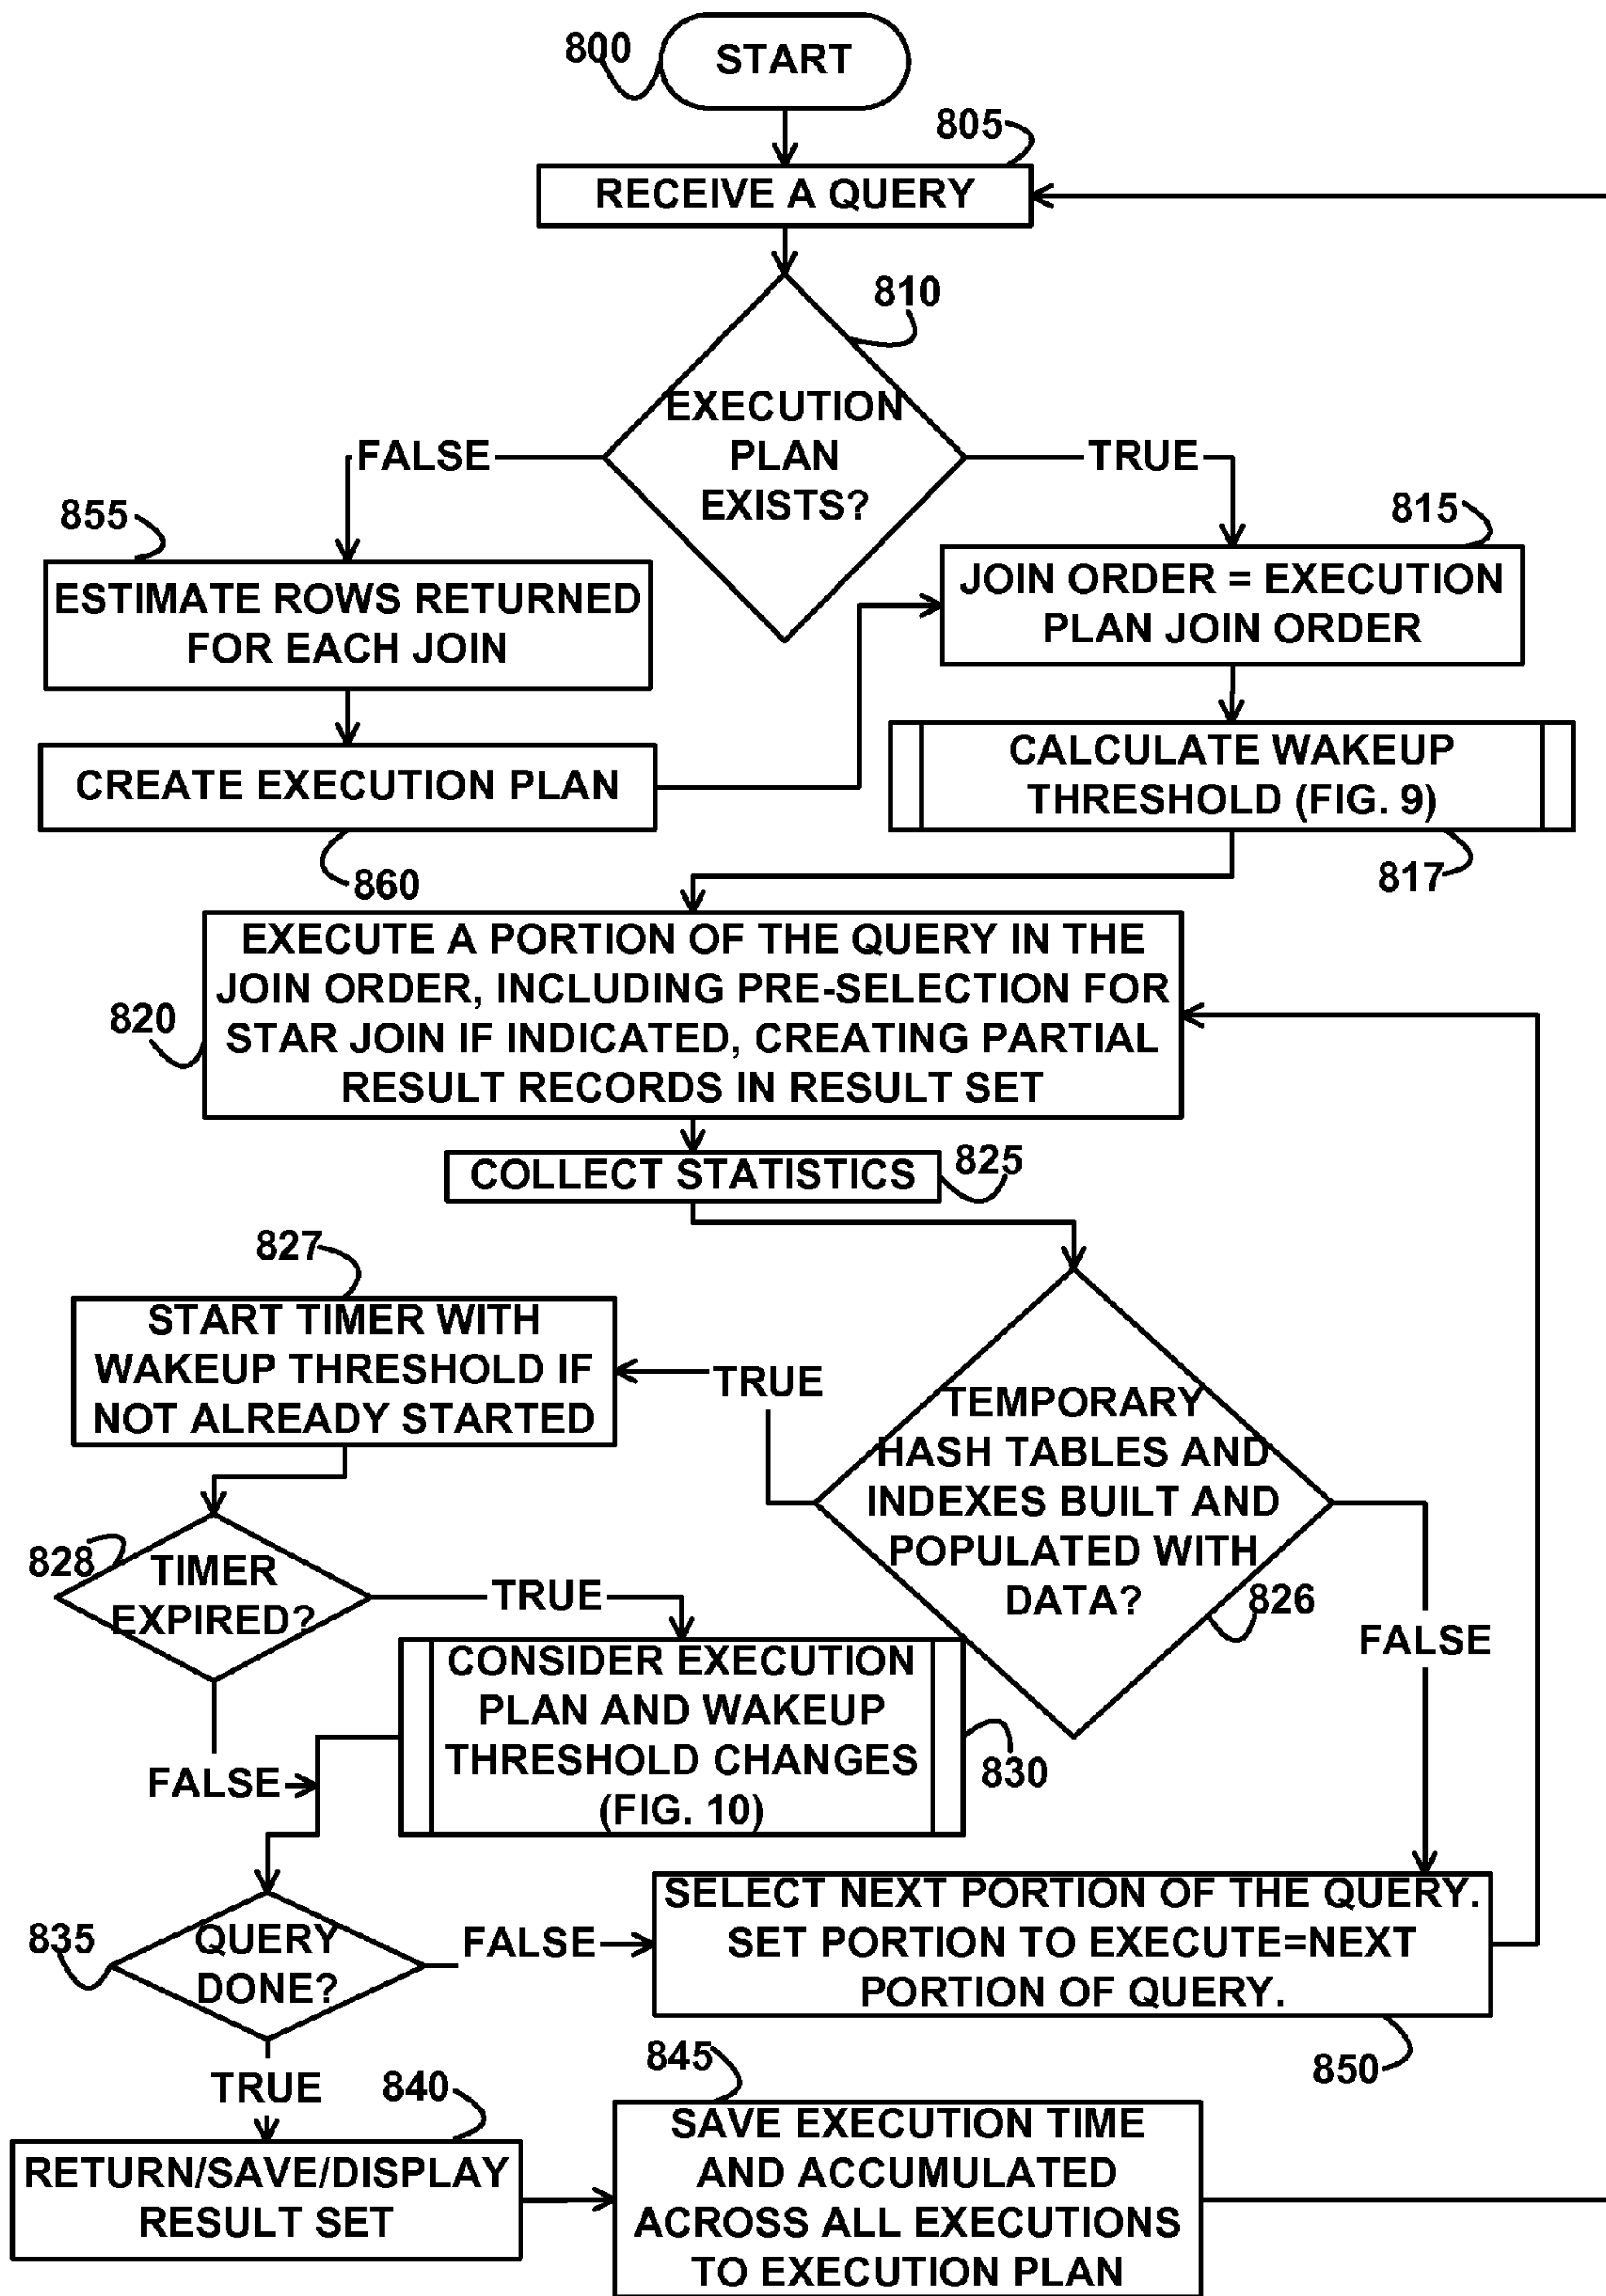 800
START
805
RECEIVE A QUERY
810
EXECUTION
PLAN
EXISTS?
FALSE
TRUE
855
815
ESTIMATE ROWS RETURNED
FOR EACH JOIN
JOIN ORDER = EXECUTION
PLAN JOIN ORDER
CREATE EXECUTION PLAN
CALCULATE WAKEUP
THRESHOLD (FIG. 9)
860
817
EXECUTE A PORTION OF THE QUERY IN THE
JOIN ORDER, INCLUDING PRE-SELECTION FOR
STAR JOIN IF INDICATED, CREATING PARTIAL
RESULT RECORDS IN RESULT SET
820
COLLECT STATISTICS
825
827
START TIMER WITH
WAKEUP THRESHOLD IF
NOT ALREADY STARTED
TRUE
TEMPORARY
HASH TABLES AND
INDEXES BUILT AND
POPULATED WITH
DATA?
826
FALSE
828
TIMER
EXPIRED?
TRUE
FALSE
CONSIDER EXECUTION
PLAN AND WAKEUP
THRESHOLD CHANGES
(FIG. 10)
830
835
QUERY
DONE?
FALSE
SELECT NEXT PORTION OF THE QUERY.
SET PORTION TO EXECUTE=NEXT
PORTION OF QUERY.
850
TRUE
840
845
RETURN/SAVE/DISPLAY
RESULT SET
SAVE EXECUTION TIME
AND ACCUMULATED
ACROSS ALL EXECUTIONS
TO EXECUTION PLAN